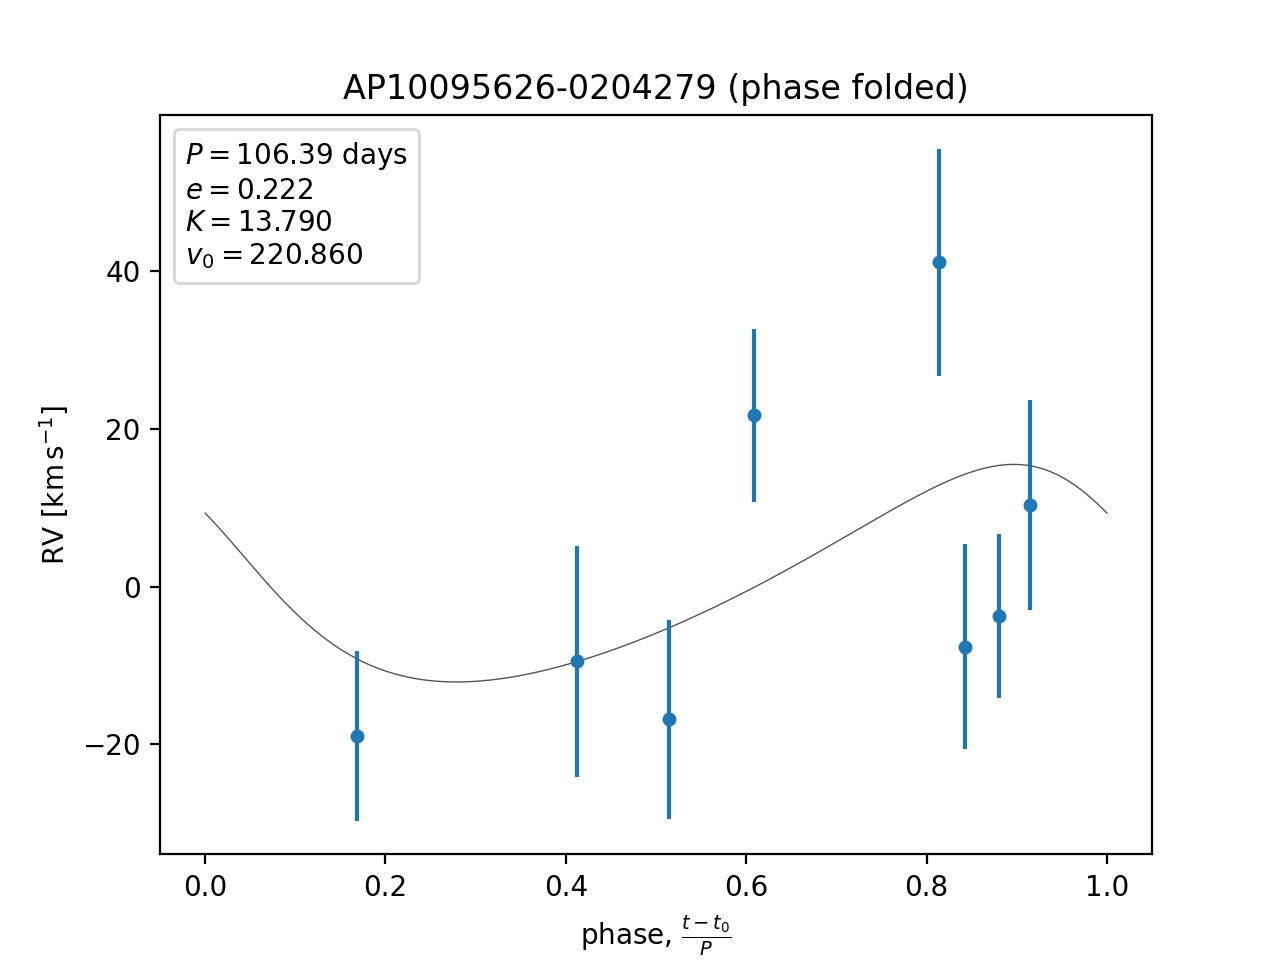 AP10095626-0204279 (phase folded)
P = 106.39 days
e = 0.222
K = 13.790
v₀ = 220.860
40
20
0
−20
RV [km s⁻¹]
0.0 0.2 0.4 0.6 0.8 1.0
phase, (t − t₀)/P